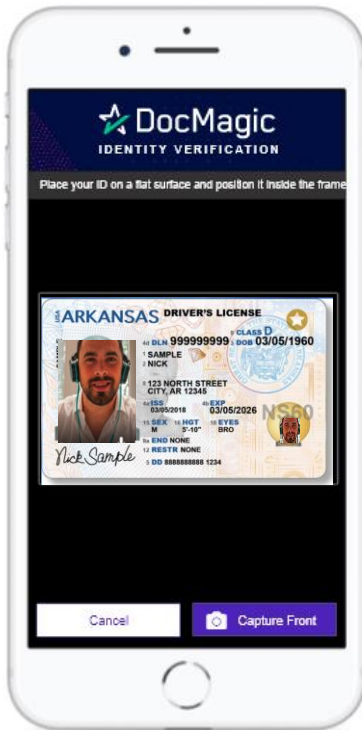 DocMagic
IDENTITY VERIFICATION
Place your ID on a flat surface and position it inside the frame
USA
ARKANSAS DRIVER'S LICENSE
9 CLASS D
4d DLN 999999999 3 DOB 03/05/1960
1 SAMPLE
2 NICK
8 123 NORTH STREET
CITY, AR 12345
4a ISS 4b EXP
03/05/2018 03/05/2026
NS60
15 SEX 16 HGT 18 EYES
M 5'-10" BRO
9a END NONE
12 RESTR NONE
Nick Sample
5 DD 8888888888 1234
Cancel
Capture Front